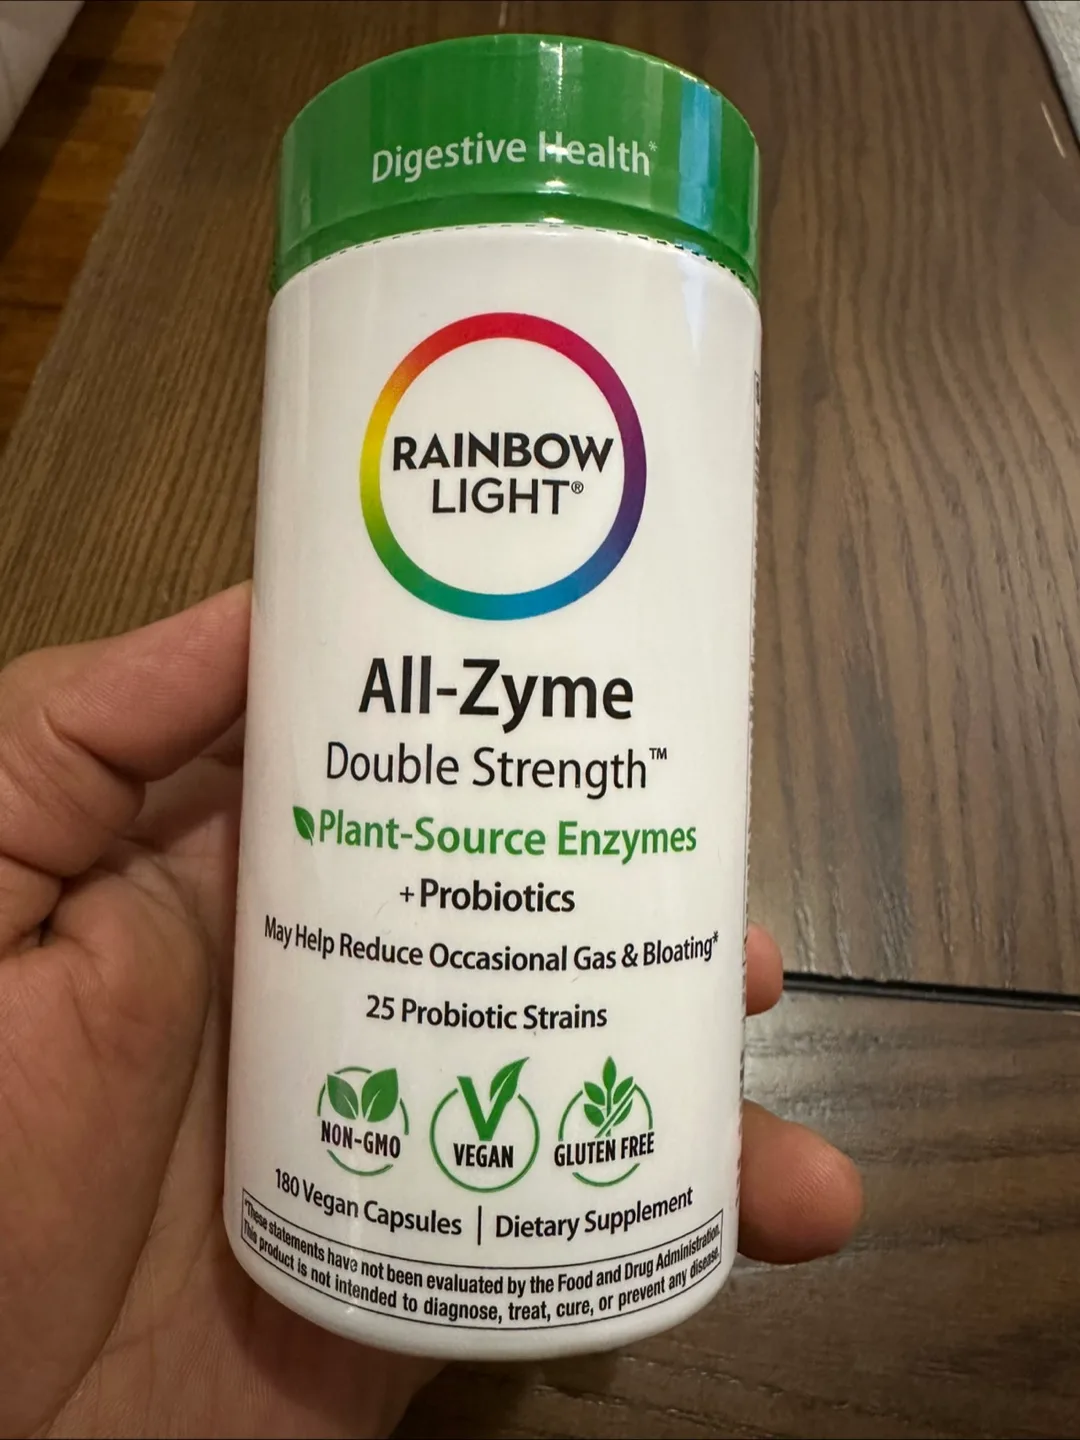 Digestive Health*
RAINBOW
LIGHT®
All-Zyme
Double Strength™
Plant-Source Enzymes
+Probiotics
May Help Reduce Occasional Gas & Bloating*
25 Probiotic Strains
NON-GMO
VEGAN
GLUTEN FREE
180 Vegan Capsules | Dietary Supplement
*These statements have not been evaluated by the Food and Drug Administration.
This product is not intended to diagnose, treat, cure, or prevent any disease.